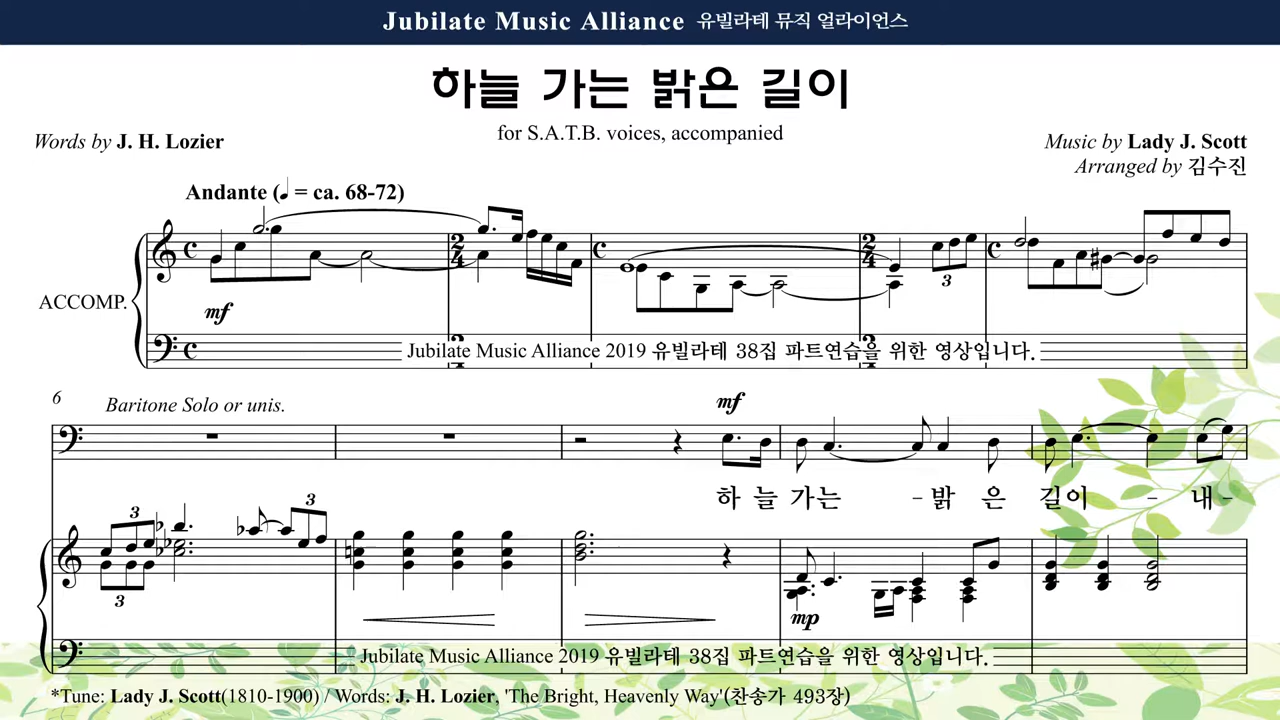 Jubilate Music Alliance 유빌라테 뮤직 얼라이언스
하늘 가는 밝은 길이
for S.A.T.B. voices, accompanied
Words by J. H. Lozier
Music by Lady J. Scott
Arranged by 김수진
Andante (♩ = ca. 68-72)
ACCOMP.
mf
3
Jubilate Music Alliance 2019 유빌라테 38집 파트연습을 위한 영상입니다.
6
Baritone Solo or unis.
mf
하 늘 가는 - 밝 은 길이 - 내 -
3 3
3
mp
Jubilate Music Alliance 2019 유빌라테 38집 파트연습을 위한 영상입니다.
*Tune: Lady J. Scott(1810-1900) / Words: J. H. Lozier, 'The Bright, Heavenly Way'(찬송가 493장)